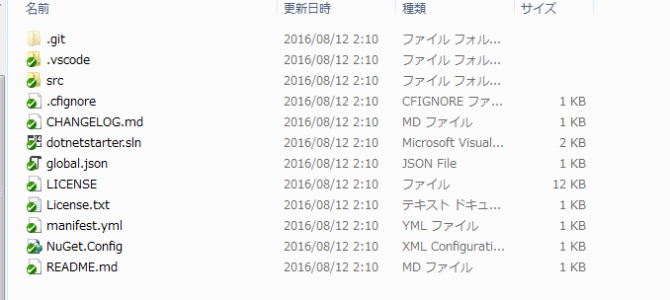 名前 更新日時 種類 サイズ
.git 2016/08/12 2:10 ファイル フォル...
.vscode 2016/08/12 2:10 ファイル フォル...
src 2016/08/12 2:10 ファイル フォル...
.cfignore 2016/08/12 2:10 CFIGNORE ファ... 1 KB
CHANGELOG.md 2016/08/12 2:10 MD ファイル 1 KB
dotnetstarter.sln 2016/08/12 2:10 Microsoft Visual... 2 KB
global.json 2016/08/12 2:10 JSON File 1 KB
LICENSE 2016/08/12 2:10 ファイル 12 KB
License.txt 2016/08/12 2:10 テキスト ドキュ... 1 KB
manifest.yml 2016/08/12 2:10 YML ファイル 1 KB
NuGet.Config 2016/08/12 2:10 XML Configurati... 1 KB
README.md 2016/08/12 2:10 MD ファイル 1 KB